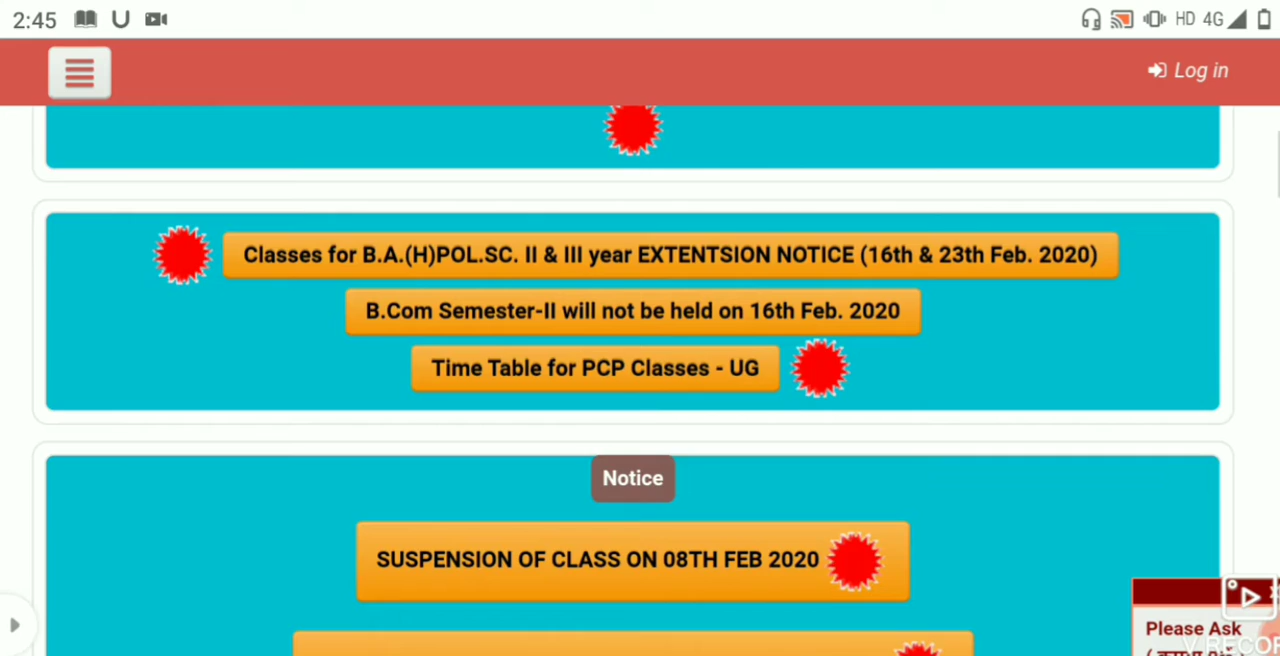 2:45 HD 4G
Log in
Classes for B.A.(H)POL.SC. II & III year EXTENTSION NOTICE (16th & 23th Feb. 2020)
B.Com Semester-II will not be held on 16th Feb. 2020
Time Table for PCP Classes - UG
Notice
SUSPENSION OF CLASS ON 08TH FEB 2020
Please Ask